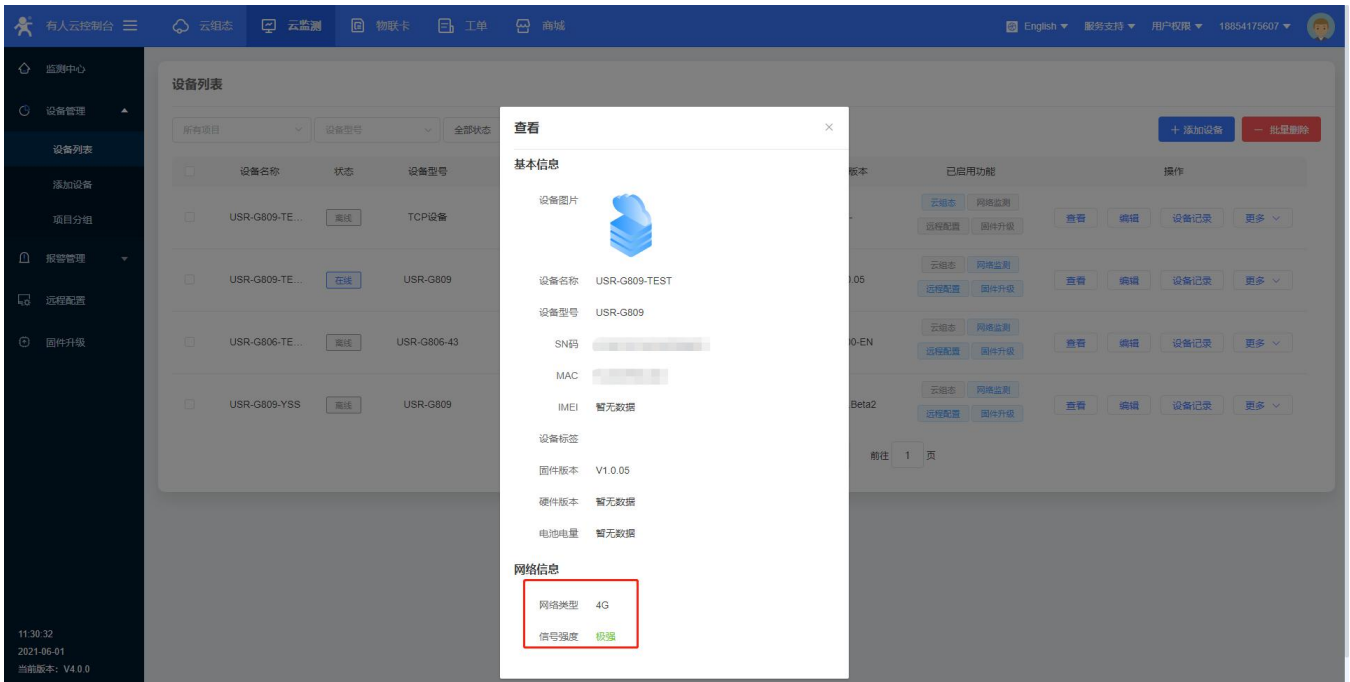 有人云控制台 云组态 云监测 物联卡 工单 商城 English 服务支持 用户权限 18854175607
监测中心
设备管理
设备列表
添加设备
项目分组
报警管理
远程配置
固件升级
11:30:32
2021-06-01
当前版本: V4.0.0
设备列表
所有项目 设备型号 全部状态 + 添加设备 - 批量删除
设备名称 状态 设备型号 版本 已启用功能 操作
USR-G809-TE... 离线 TCP设备 - 云组态 网络监测 远程配置 固件升级 查看 编辑 设备记录 更多
USR-G809-TE... 在线 USR-G809 .05 云组态 网络监测 远程配置 固件升级 查看 编辑 设备记录 更多
USR-G806-TE... 离线 USR-G806-43 0-EN 云组态 网络监测 远程配置 固件升级 查看 编辑 设备记录 更多
USR-G809-YSS 离线 USR-G809 .Beta2 云组态 网络监测 远程配置 固件升级 查看 编辑 设备记录 更多
前往 1 页
查看 ×
基本信息
设备图片
设备名称 USR-G809-TEST
设备型号 USR-G809
SN码
MAC
IMEI 暂无数据
设备标签
固件版本 V1.0.05
硬件版本 暂无数据
电池电量 暂无数据
网络信息
网络类型 4G
信号强度 极强